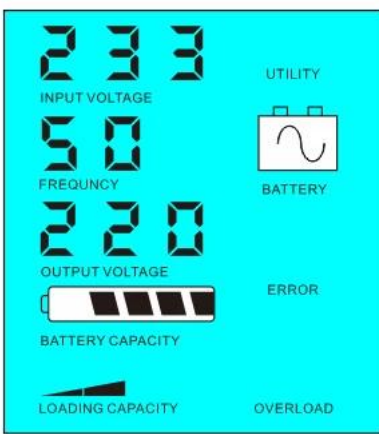 233
UTILITY
INPUT VOLTAGE
50
FREQUNCY
BATTERY
220
OUTPUT VOLTAGE
ERROR
BATTERY CAPACITY
LOADING CAPACITY
OVERLOAD